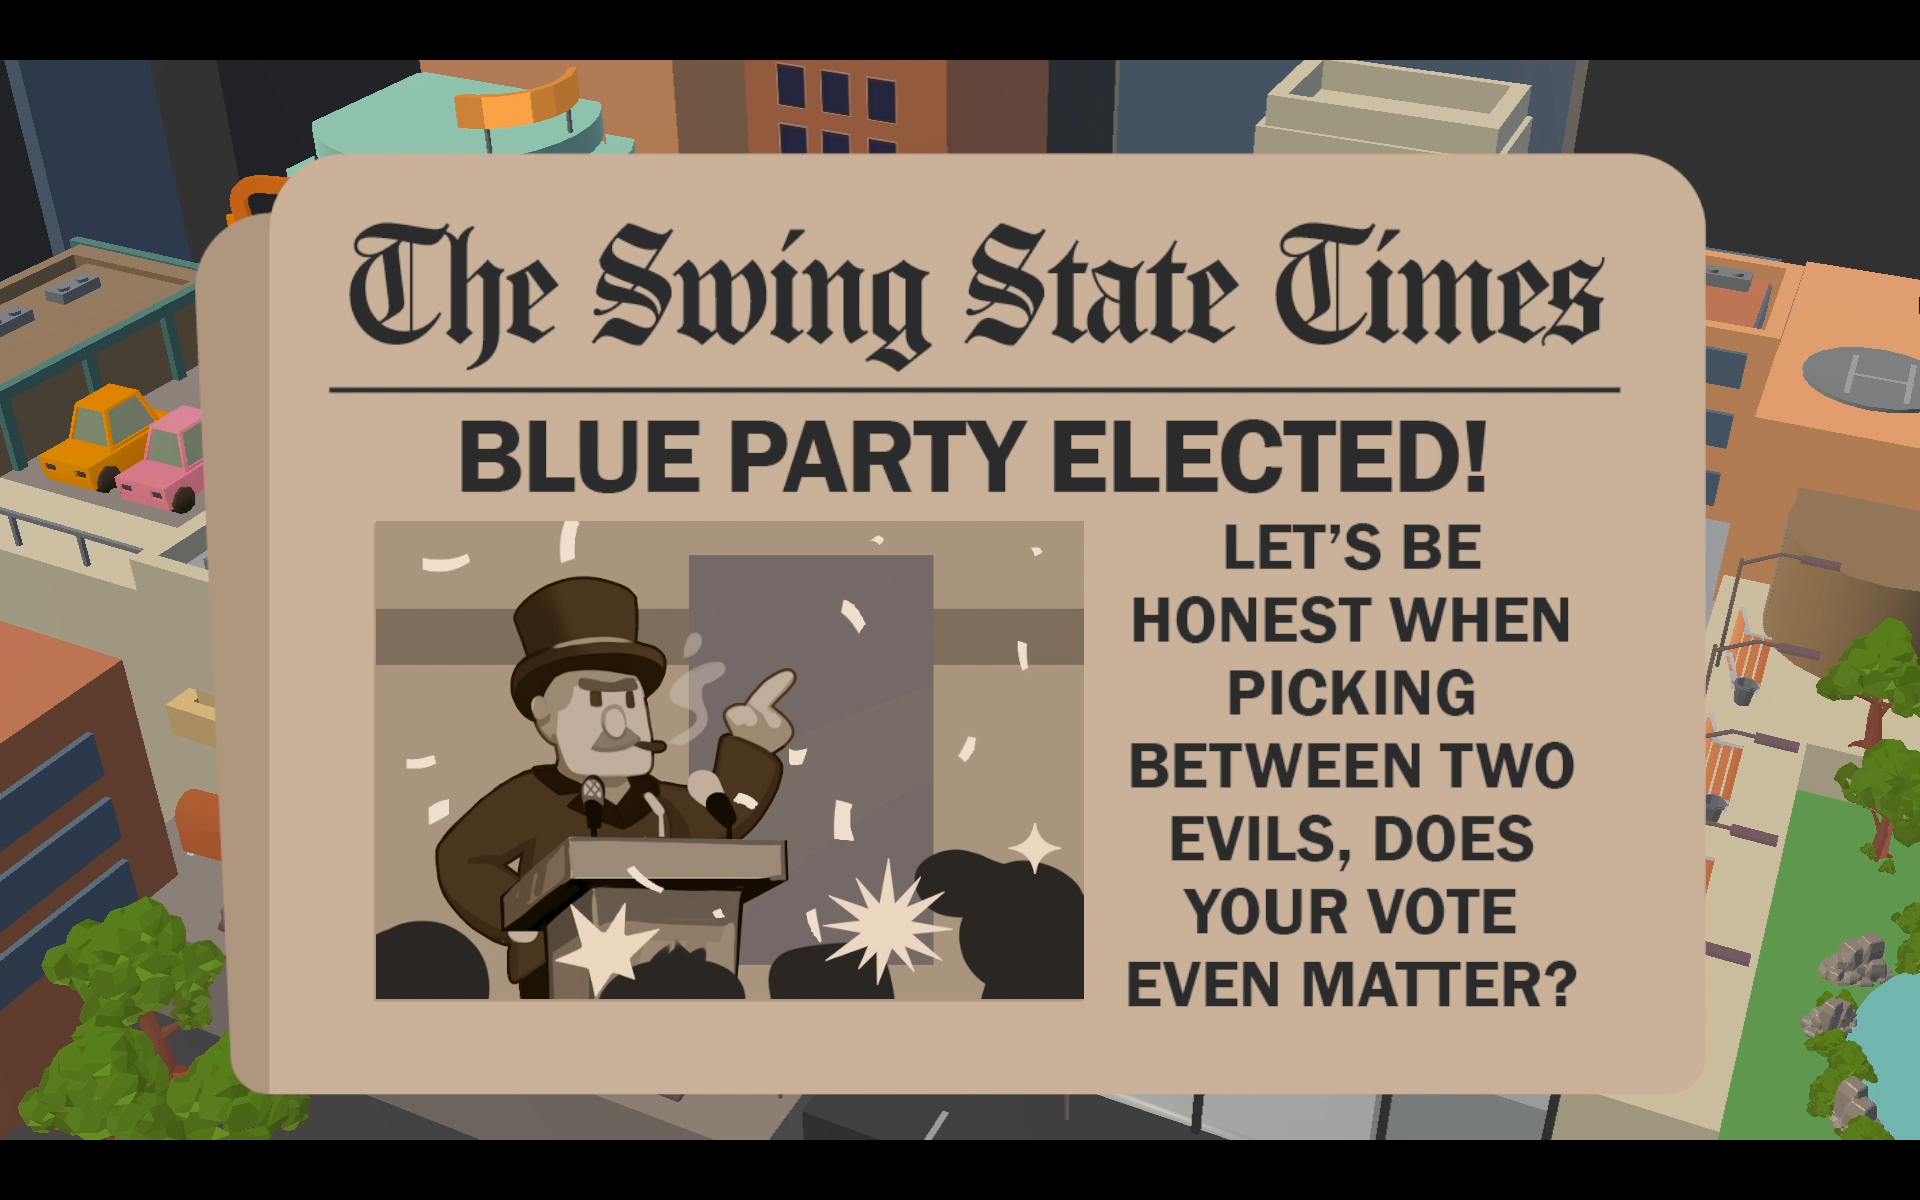 The Swing State Times
BLUE PARTY ELECTED!
LET’S BE
HONEST WHEN
PICKING
BETWEEN TWO
EVILS, DOES
YOUR VOTE
EVEN MATTER?